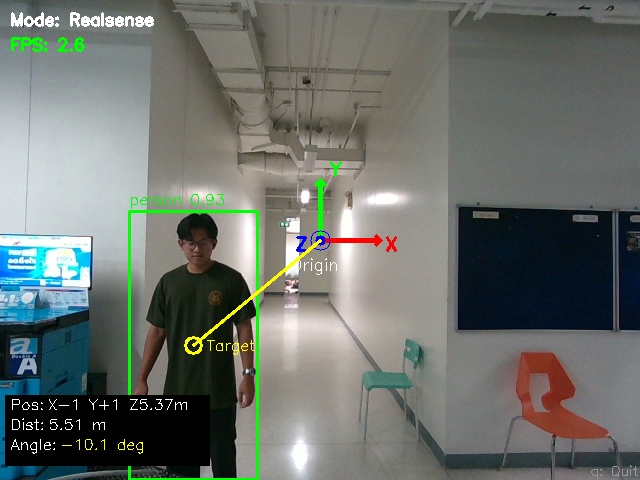 Mode: Realsense
FPS: 2.6
person 0.93
Y
Z
X
Origin
Target
a
A
Pos: X-1 Y+1 Z5.37m
Dist: 5.51 m
Angle: -10.1 deg
q: Quit